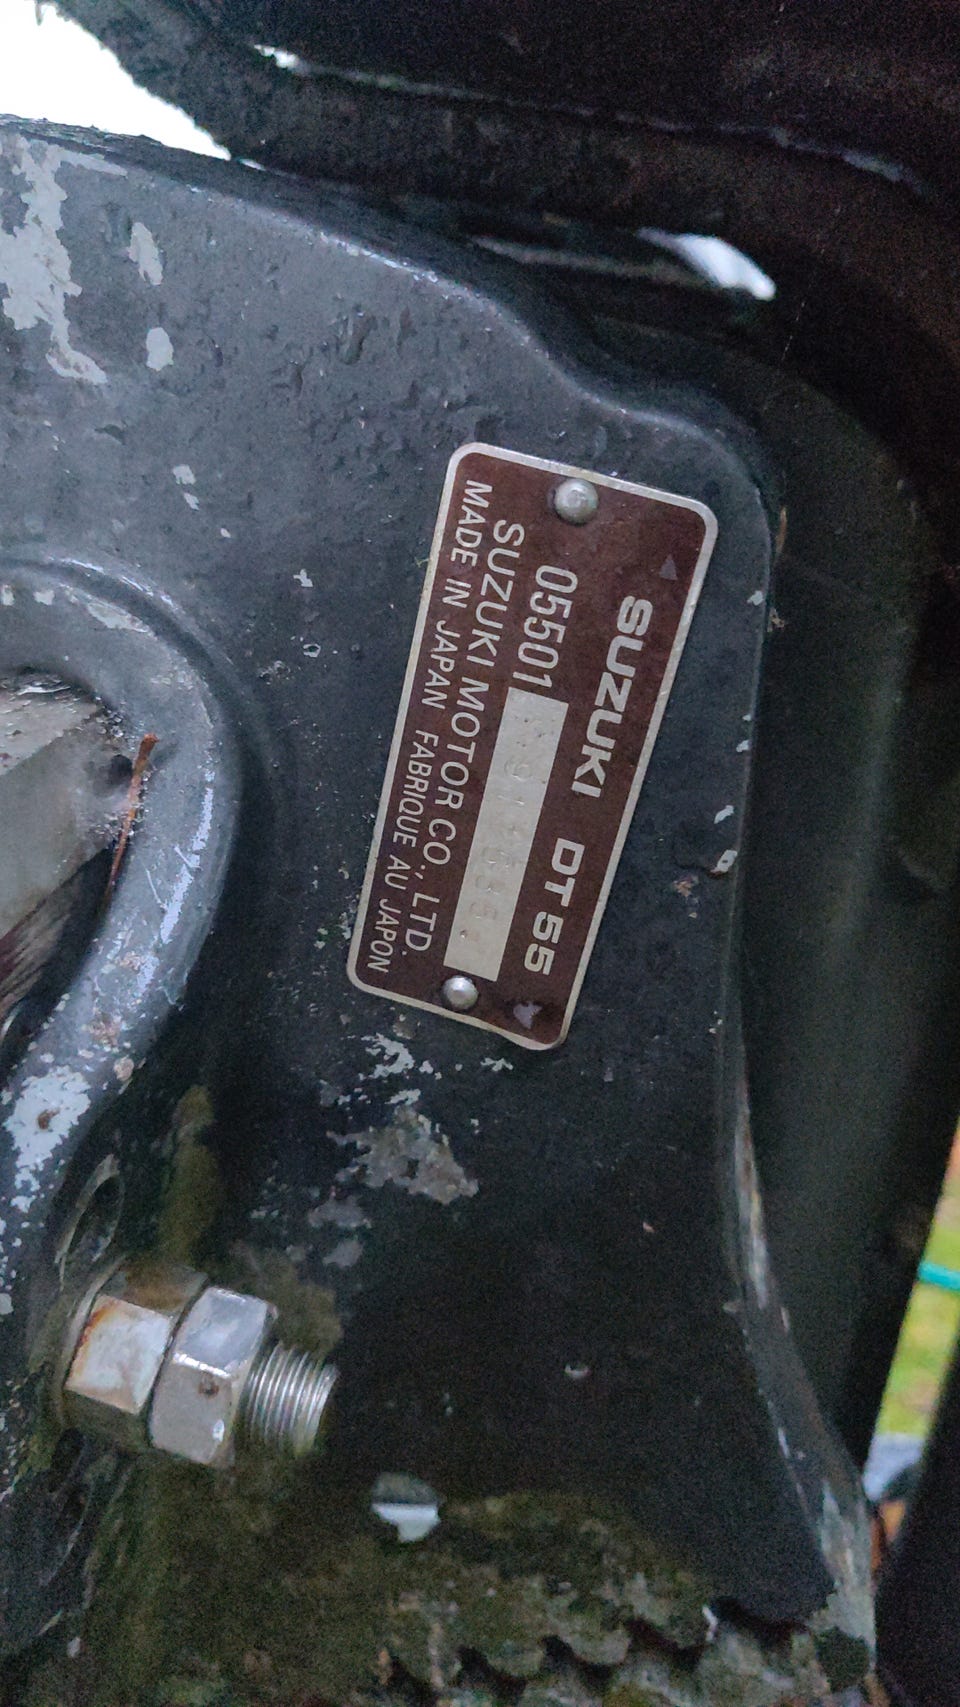 SUZUKI DT 55
05501
SUZUKI MOTOR CO., LTD.
MADE IN JAPAN FABRIQUE AU JAPON